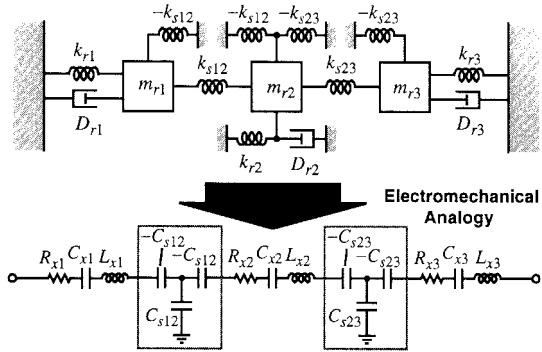 −k_s12 −k_s12 −k_s23 −k_s23
k_r1 k_s12 k_s23 k_r3
m_r1 m_r2 m_r3
D_r1 k_r2 D_r2 D_r3
Electromechanical
Analogy
−C_s12 −C_s23
R_x1 C_x1 L_x1 −C_s12 R_x2 C_x2 L_x2 −C_s23 R_x3 C_x3 L_x3
C_s12 C_s23